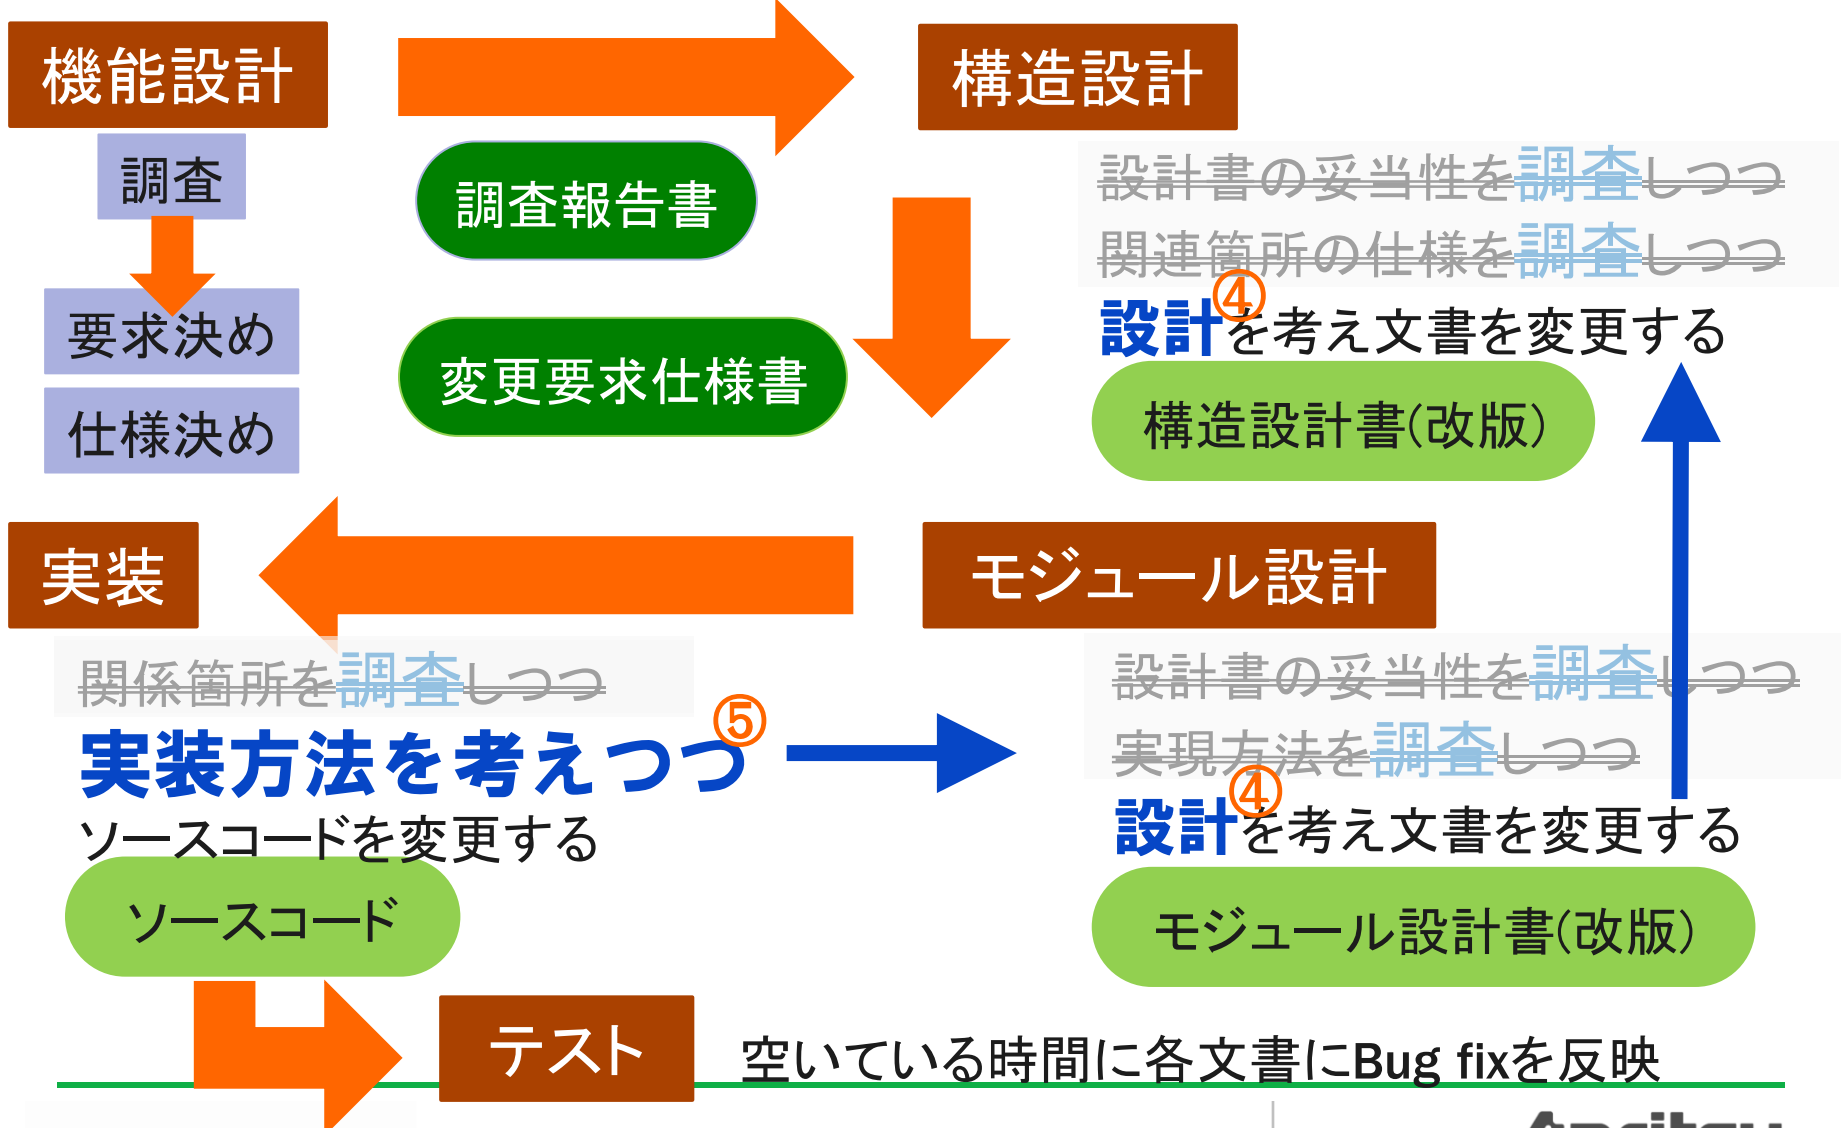 機能設計
調査
要求決め
仕様決め
調査報告書
変更要求仕様書
構造設計
設計書の妥当性を調査しつつ
関連箇所の仕様を調査しつつ
設計④を考え文書を変更する
構造設計書(改版)
モジュール設計
設計書の妥当性を調査しつつ
実現方法を調査しつつ
設計④を考え文書を変更する
モジュール設計書(改版)
実装
関係箇所を調査しつつ
実装方法を考えつつ⑤
ソースコードを変更する
ソースコード
テスト
空いている時間に各文書にBug fixを反映